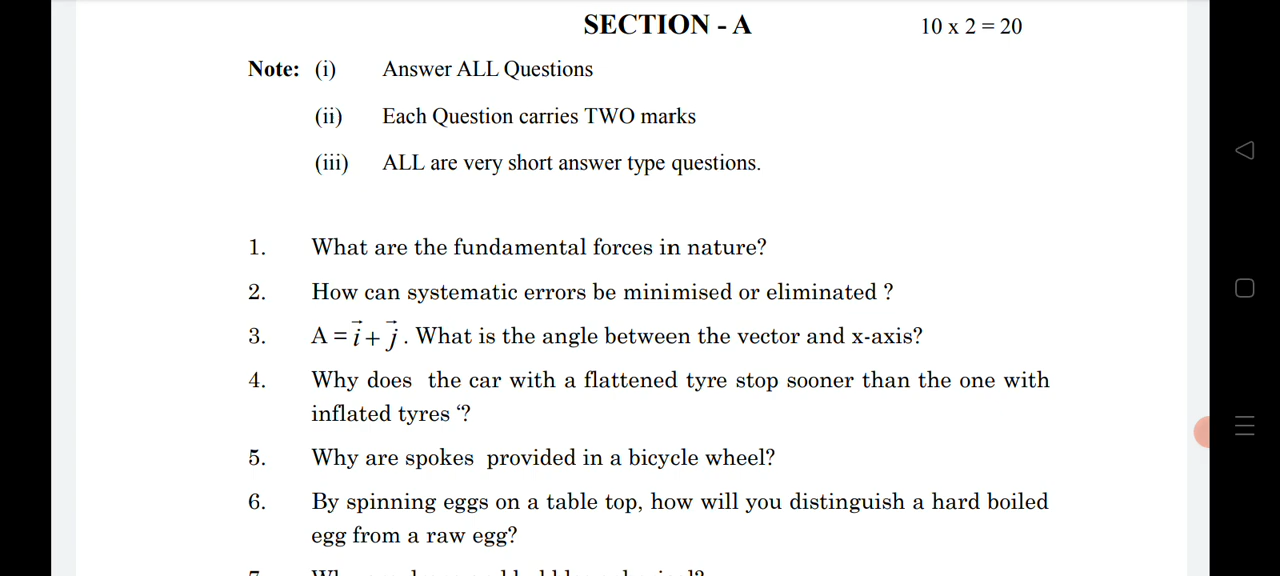 SECTION - A 10 x 2 = 20
Note: (i) Answer ALL Questions
(ii) Each Question carries TWO marks
(iii) ALL are very short answer type questions.
1. What are the fundamental forces in nature?
2. How can systematic errors be minimised or eliminated ?
3. A = i⃗ + j⃗ . What is the angle between the vector and x-axis?
4. Why does the car with a flattened tyre stop sooner than the one with
inflated tyres ‘?
5. Why are spokes provided in a bicycle wheel?
6. By spinning eggs on a table top, how will you distinguish a hard boiled
egg from a raw egg?